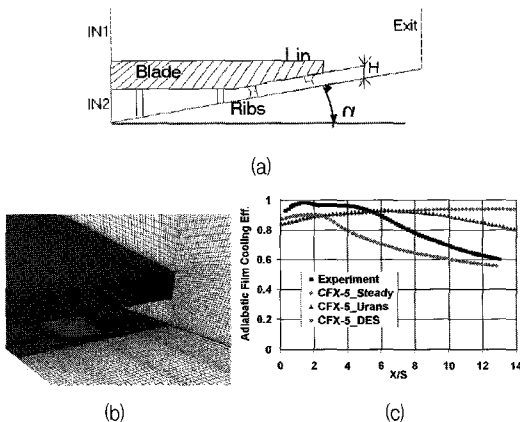 IN1
Exit
Lin
Blade
H
IN2
Ribs
α
(a)
Adiabatic Film Cooling Eff.
1
0.8
0.6
0.4
0.2
0
Experiment
CFX-5_Steady
CFX-5_Urans
CFX-5_DES
0 2 4 6 8 10 12 14
X/S
(b)
(c)